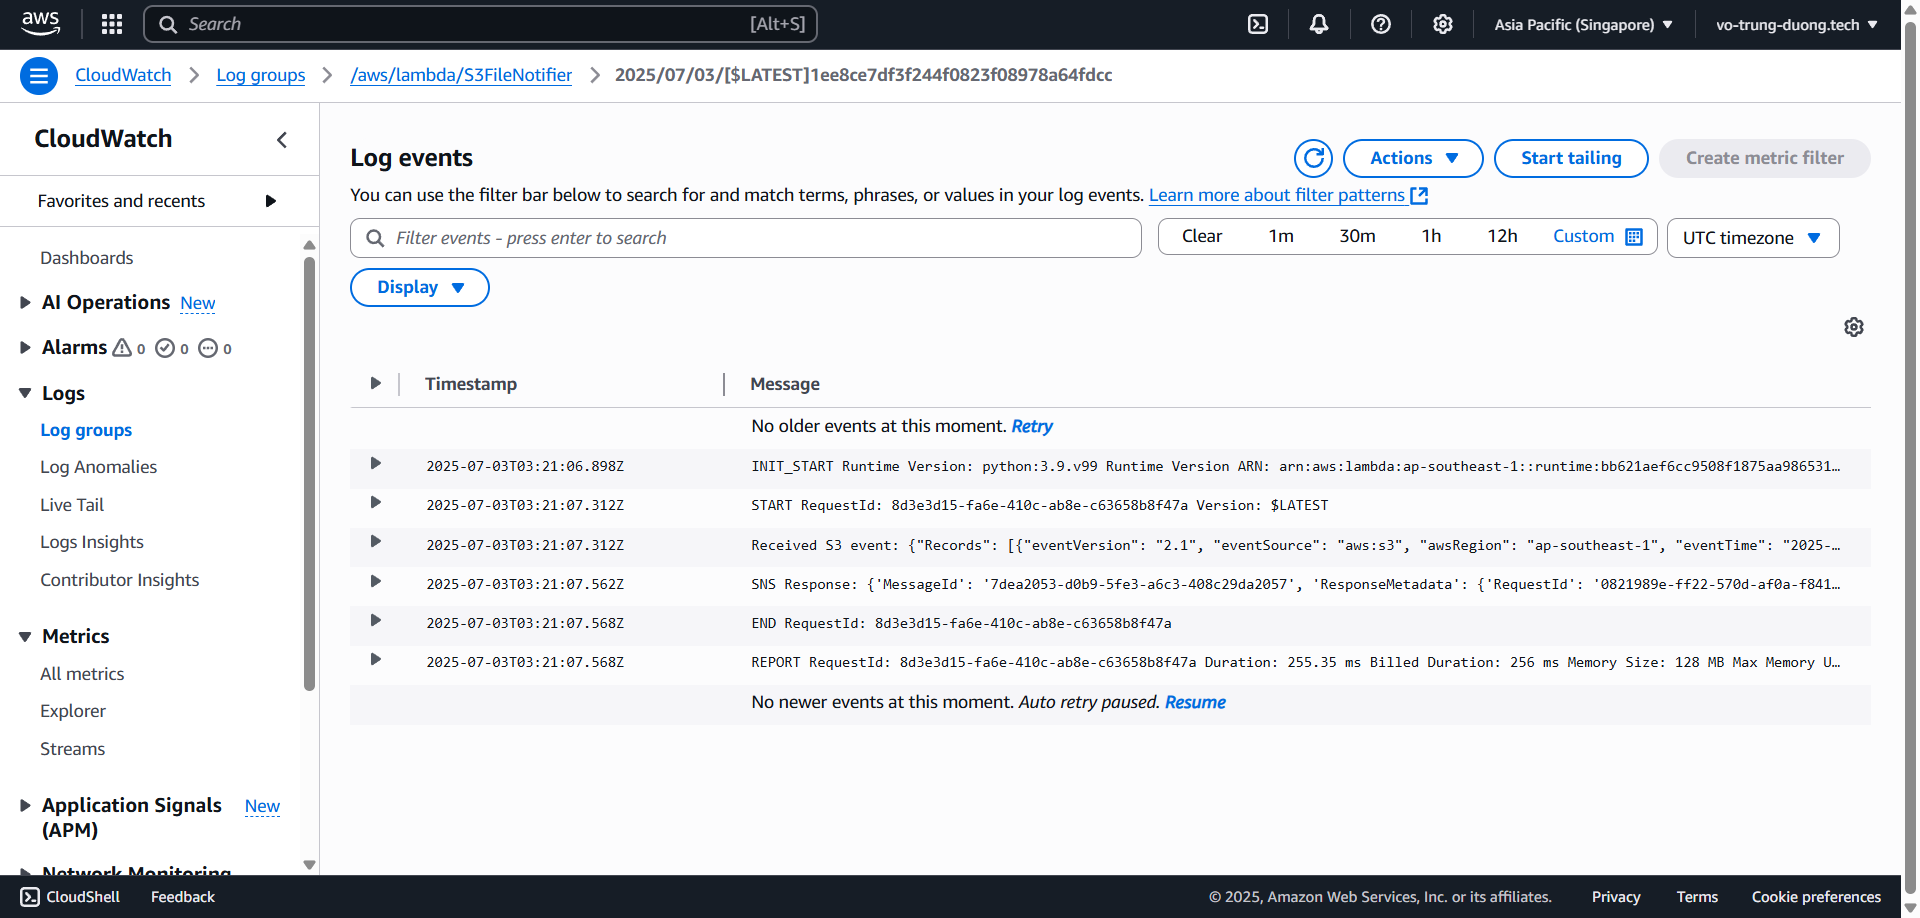 aws
Search [Alt+S]
Asia Pacific (Singapore)
vo-trung-duong.tech
CloudWatch
Log groups
/aws/lambda/S3FileNotifier
2025/07/03/[$LATEST]1ee8ce7df3f244f0823f08978a64fdcc
CloudWatch
Favorites and recents
Dashboards
AI Operations New
Alarms 0 0 0
Logs
Log groups
Log Anomalies
Live Tail
Logs Insights
Contributor Insights
Metrics
All metrics
Explorer
Streams
Application Signals New
(APM)
Network Monitoring
Log events
Actions
Start tailing
Create metric filter
You can use the filter bar below to search for and match terms, phrases, or values in your log events. Learn more about filter patterns
Filter events - press enter to search
Clear 1m 30m 1h 12h Custom
UTC timezone
Display
Timestamp Message
No older events at this moment. Retry
2025-07-03T03:21:06.898Z INIT_START Runtime Version: python:3.9.v99 Runtime Version ARN: arn:aws:lambda:ap-southeast-1::runtime:bb621aef6cc9508f1875aa986531…
2025-07-03T03:21:07.312Z START RequestId: 8d3e3d15-fa6e-410c-ab8e-c63658b8f47a Version: $LATEST
2025-07-03T03:21:07.312Z Received S3 event: {"Records": [{"eventVersion": "2.1", "eventSource": "aws:s3", "awsRegion": "ap-southeast-1", "eventTime": "2025-…
2025-07-03T03:21:07.562Z SNS Response: {'MessageId': '7dea2053-d0b9-5fe3-a6c3-408c29da2057', 'ResponseMetadata': {'RequestId': '0821989e-ff22-570d-af0a-f841…
2025-07-03T03:21:07.568Z END RequestId: 8d3e3d15-fa6e-410c-ab8e-c63658b8f47a
2025-07-03T03:21:07.568Z REPORT RequestId: 8d3e3d15-fa6e-410c-ab8e-c63658b8f47a Duration: 255.35 ms Billed Duration: 256 ms Memory Size: 128 MB Max Memory U…
No newer events at this moment. Auto retry paused. Resume
CloudShell Feedback
© 2025, Amazon Web Services, Inc. or its affiliates. Privacy Terms Cookie preferences